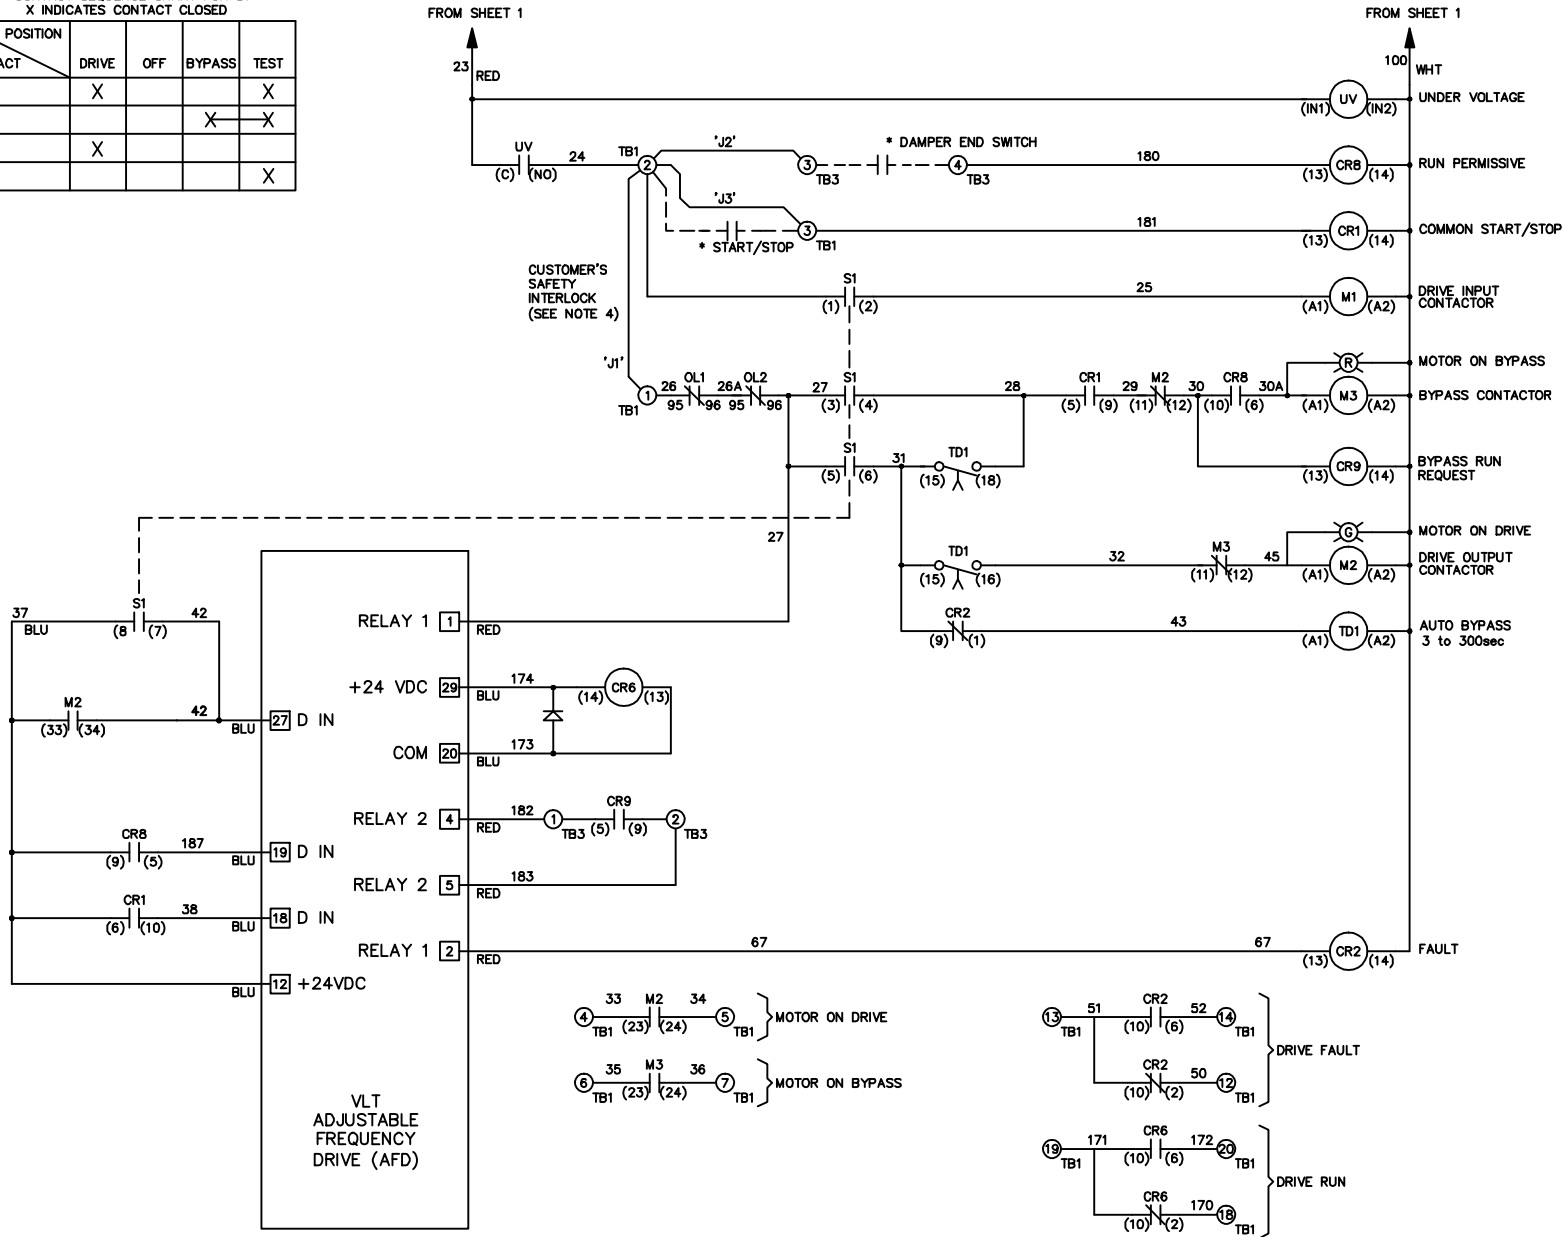 X INDICATES CONTACT CLOSED
POSITION
ACT DRIVE OFF BYPASS TEST
X X
X X
X
X
FROM SHEET 1
FROM SHEET 1
23 RED
100 WHT
(IN1) UV (IN2) UNDER VOLTAGE
UV
(C) (NO)
24
TB1
2
'J2'
3
TB3
* DAMPER END SWITCH
4
TB3
180
(13) CR8 (14) RUN PERMISSIVE
'J3'
* START/STOP
3
TB1
181
(13) CR1 (14) COMMON START/STOP
CUSTOMER'S
SAFETY
INTERLOCK
(SEE NOTE 4)
S1
(1) (2)
25
(A1) M1 (A2) DRIVE INPUT
CONTACTOR
R MOTOR ON BYPASS
'J1'
1
TB1
26
OL1
95 96
26A
OL2
95 96
27
S1
(3) (4)
28
CR1
(5) (9)
29
M2
(11) (12)
30
CR8
(10) (6)
30A
(A1) M3 (A2) BYPASS CONTACTOR
S1
(5) (6)
31
TD1
(15) (18)
(13) CR9 (14) BYPASS RUN
REQUEST
27
G MOTOR ON DRIVE
TD1
(15) (16)
32
M3
(11) (12)
45
(A1) M2 (A2) DRIVE OUTPUT
CONTACTOR
CR2
(9) (1)
43
(A1) TD1 (A2) AUTO BYPASS
3 to 300sec
37
BLU
S1
(8 (7)
42
RELAY 1 1 RED
M2
(33) (34)
42
BLU
27 D IN
+24 VDC 29 BLU
174
(14) CR6 (13)
COM 20 BLU
173
RELAY 2 4 RED
182
1
TB3
CR9
(5) (9)
2
TB3
CR8
(9) (5)
187
BLU
19 D IN
RELAY 2 5 RED
183
CR1
(6) (10)
38
BLU
18 D IN
RELAY 1 2 RED
67
67
(13) CR2 (14) FAULT
BLU
12 +24VDC
VLT
ADJUSTABLE
FREQUENCY
DRIVE (AFD)
4
TB1
33
M2
(23) (24)
34
5
TB1
MOTOR ON DRIVE
6
TB1
35
M3
(23) (24)
36
7
TB1
MOTOR ON BYPASS
13
TB1
51
CR2
(10) (6)
52
14
TB1
DRIVE FAULT
CR2
(10) (2)
50
12
TB1
19
TB1
171
CR6
(10) (6)
172
20
TB1
DRIVE RUN
CR6
(10) (2)
170
18
TB1